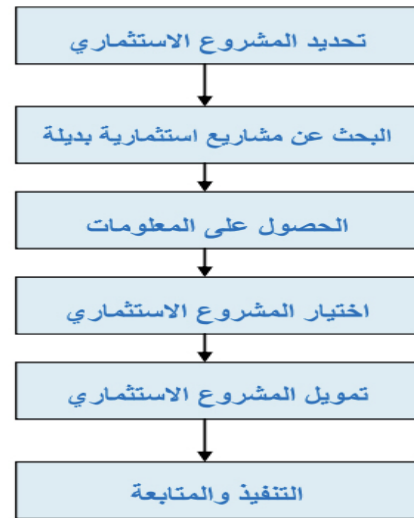 تحديد المشروع الاستثماري
البحث عن مشاريع استثمارية بديلة
الحصول على المعلومات
اختيار المشروع الاستثماري
تمويل المشروع الاستثماري
التنفيذ والمتابعة